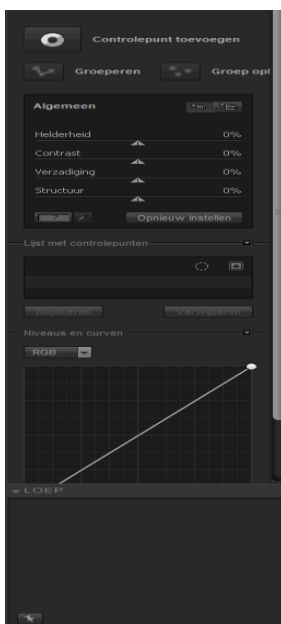 Controlepunt toevoegen
Groeperen Groep opl
Algemeen
Helderheid 0%
Contrast 0%
Verzadiging 0%
Structuur 0%
Opnieuw instellen
Lijst met controlepunten
Dupliceren Verwijderen
Niveaus en curven
RGB
LOEP